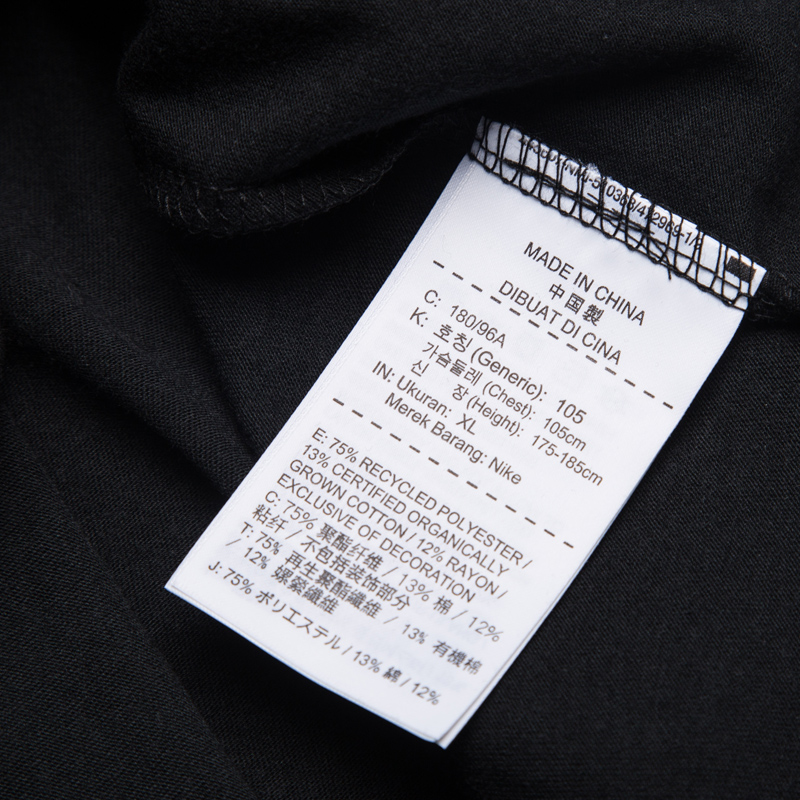 MADE IN CHINA
中国製
DIBUAT DI CINA
C: 180/96A
K: 호칭 (Generic): 105
가슴둘레 (Chest): 105cm
신 장 (Height): 175-185cm
IN: Ukuran: XL
Merek Barang: Nike
E: 75% RECYCLED POLYESTER /
13% CERTIFIED ORGANICALLY
GROWN COTTON / 12% RAYON /
EXCLUSIVE OF DECORATION
C: 75% 聚酯纤维 / 13% 棉 / 12%
粘纤 / 不包括装饰部分
T: 75% 再生聚酯纖維 / 13% 有機棉
/ 12% 嫘縈纖維
J: 75% ポリエステル / 13% 綿 / 12%